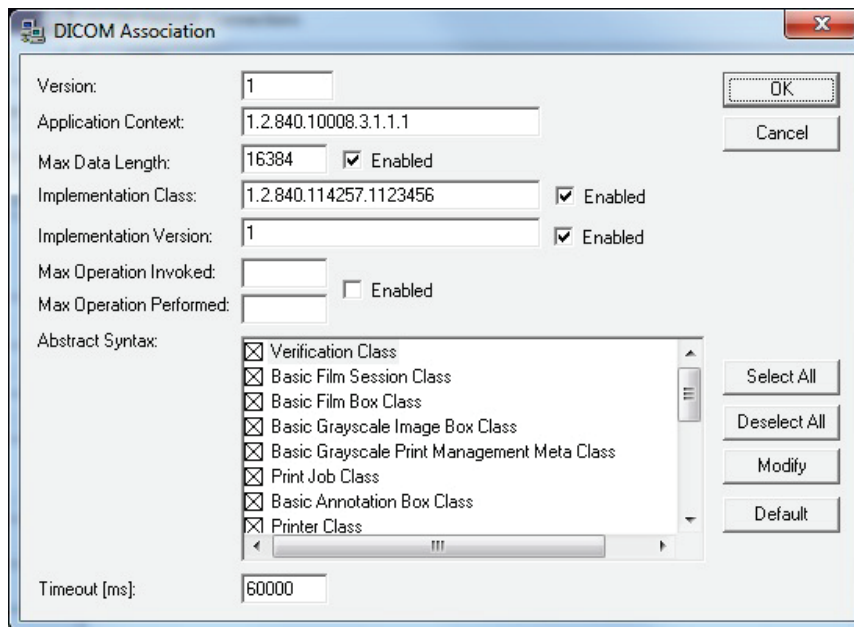 DICOM Association
Version: 1
OK
Application Context: 1.2.840.10008.3.1.1.1
Cancel
Max Data Length: 16384 Enabled
Implementation Class: 1.2.840.114257.1123456 Enabled
Implementation Version: 1 Enabled
Max Operation Invoked:
Enabled
Max Operation Performed:
Abstract Syntax:
Verification Class
Basic Film Session Class
Basic Film Box Class
Basic Grayscale Image Box Class
Basic Grayscale Print Management Meta Class
Print Job Class
Basic Annotation Box Class
Printer Class
Select All
Deselect All
Modify
Default
Timeout [ms]: 60000